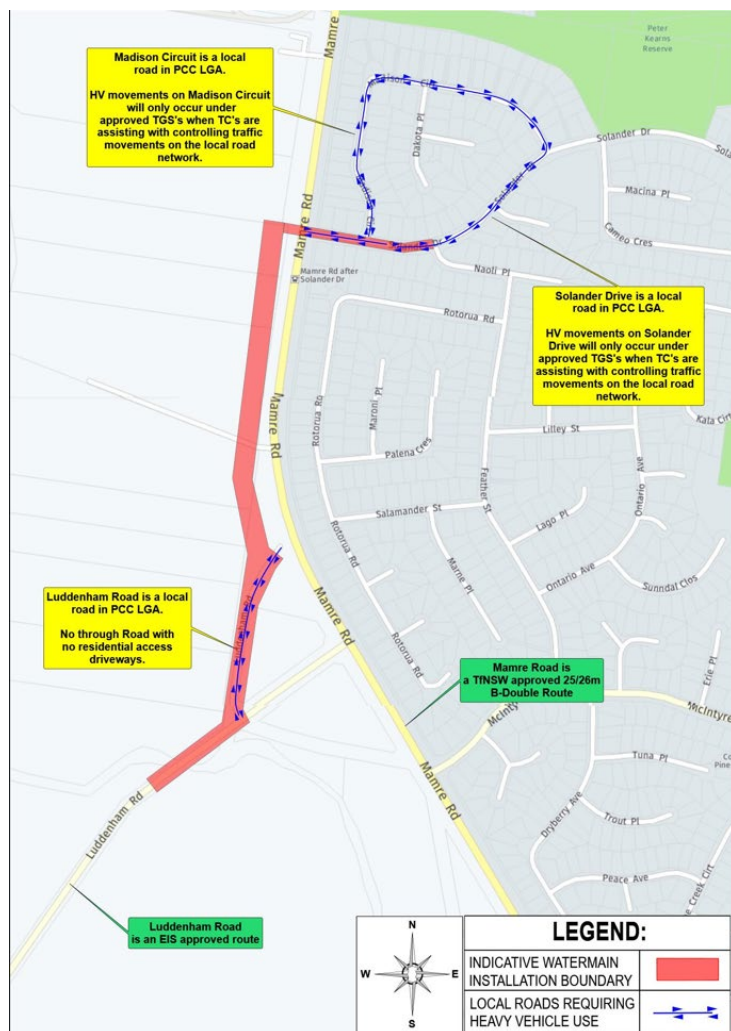 Madison Circuit is a local
road in PCC LGA.
HV movements on Madison Circuit
will only occur under
approved TGS's when TC's are
assisting with controlling traffic
movements on the local road
network.
Mamre Rd
Peter
Kearns
Reserve
Dakota Pl
Solander Dr
Macina Pl
Cameo Cres
Mamre Rd
Mamre Rd after
Solander Dr
Naoli Pl
Rotorua Rd
Solander Drive is a local
road in PCC LGA.
HV movements on Solander
Drive will only occur under
approved TGS's when TC's are
assisting with controlling traffic
movements on the local road
network.
Mamre Rd
Rotorua Rd
Maroni Pl
Palena Cres
Lilley St
Kala Cirt
Feather St
Ontario Ave
Salamander St
Lago Pl
Marne Pl
Ontario Ave
Sunndal Clos
Rotorua Rd
Luddenham Road is a local
road in PCC LGA.
No through Road with
no residential access
driveways.
Mamre Rd
Rotorua Rd
Mamre Road is
a TfNSW approved 25/26m
B-Double Route
Erie Pl
McIntyre
McIntyre
Mamre Rd
Tuna Pl
Dryberry Ave
Trout Pl
Luddenham Rd
Peace Ave
Creek Cirt
Luddenham Road
is an EIS approved route
N
W
E
S
LEGEND:
INDICATIVE WATERMAIN
INSTALLATION BOUNDARY
LOCAL ROADS REQUIRING
HEAVY VEHICLE USE